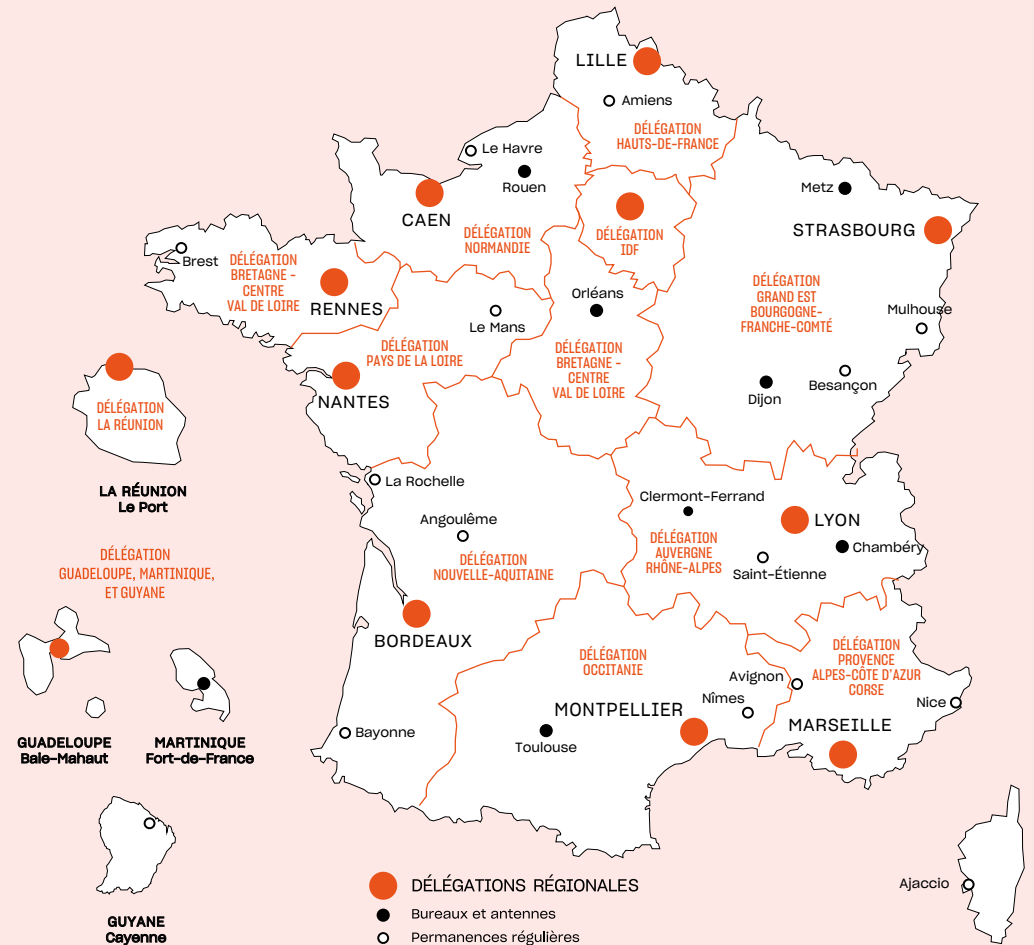 LILLE
Amiens
DÉLÉGATION
HAUTS-DE-FRANCE
Le Havre
Rouen
CAEN
DÉLÉGATION
NORMANDIE
DÉLÉGATION
IDF
Metz
STRASBOURG
Brest
DÉLÉGATION
BRETAGNE -
CENTRE
VAL DE LOIRE
RENNES
Le Mans
Orléans
DÉLÉGATION
GRAND EST
BOURGOGNE-
FRANCHE-COMTÉ
Mulhouse
DÉLÉGATION
PAYS DE LA LOIRE
NANTES
DÉLÉGATION
BRETAGNE -
CENTRE
VAL DE LOIRE
Dijon
Besançon
DÉLÉGATION
LA RÉUNION
LA RÉUNION
Le Port
La Rochelle
Angoulême
DÉLÉGATION
NOUVELLE-AQUITAINE
Clermont-Ferrand
LYON
DÉLÉGATION
AUVERGNE
RHÔNE-ALPES
Chambéry
Saint-Étienne
DÉLÉGATION
GUADELOUPE, MARTINIQUE,
ET GUYANE
BORDEAUX
DÉLÉGATION
OCCITANIE
DÉLÉGATION
PROVENCE
ALPES-CÔTE D'AZUR
CORSE
Avignon
Nîmes
Nice
MONTPELLIER
MARSEILLE
Bayonne
Toulouse
GUADELOUPE
Baie-Mahaut
MARTINIQUE
Fort-de-France
GUYANE
Cayenne
Ajaccio
DÉLÉGATIONS RÉGIONALES
Bureaux et antennes
Permanences régulières